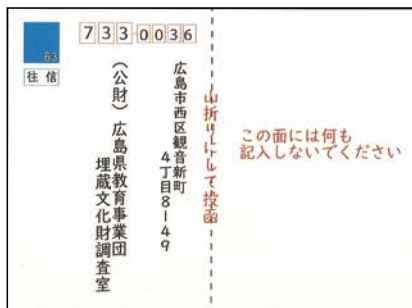 63
往信
733-0036
広島市西区観音新町
4丁目8-49
(公財)広島県教育事業団
埋蔵文化財調査室
山折りにして投函
この面には何も
記入しないでください